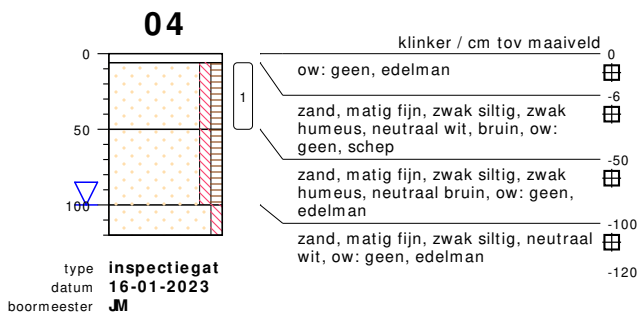 04
klinker / cm tov maaiveld
0
0
ow: geen, edelman
-6
zand, matig fijn, zwak siltig, zwak
humeus, neutraal wit, bruin, ow:
geen, schep
1
50
-50
zand, matig fijn, zwak siltig, zwak
humeus, neutraal bruin, ow: geen,
edelman
100
-100
zand, matig fijn, zwak siltig, neutraal
wit, ow: geen, edelman
-120
type inspectiegat
datum 16-01-2023
boormeester JM